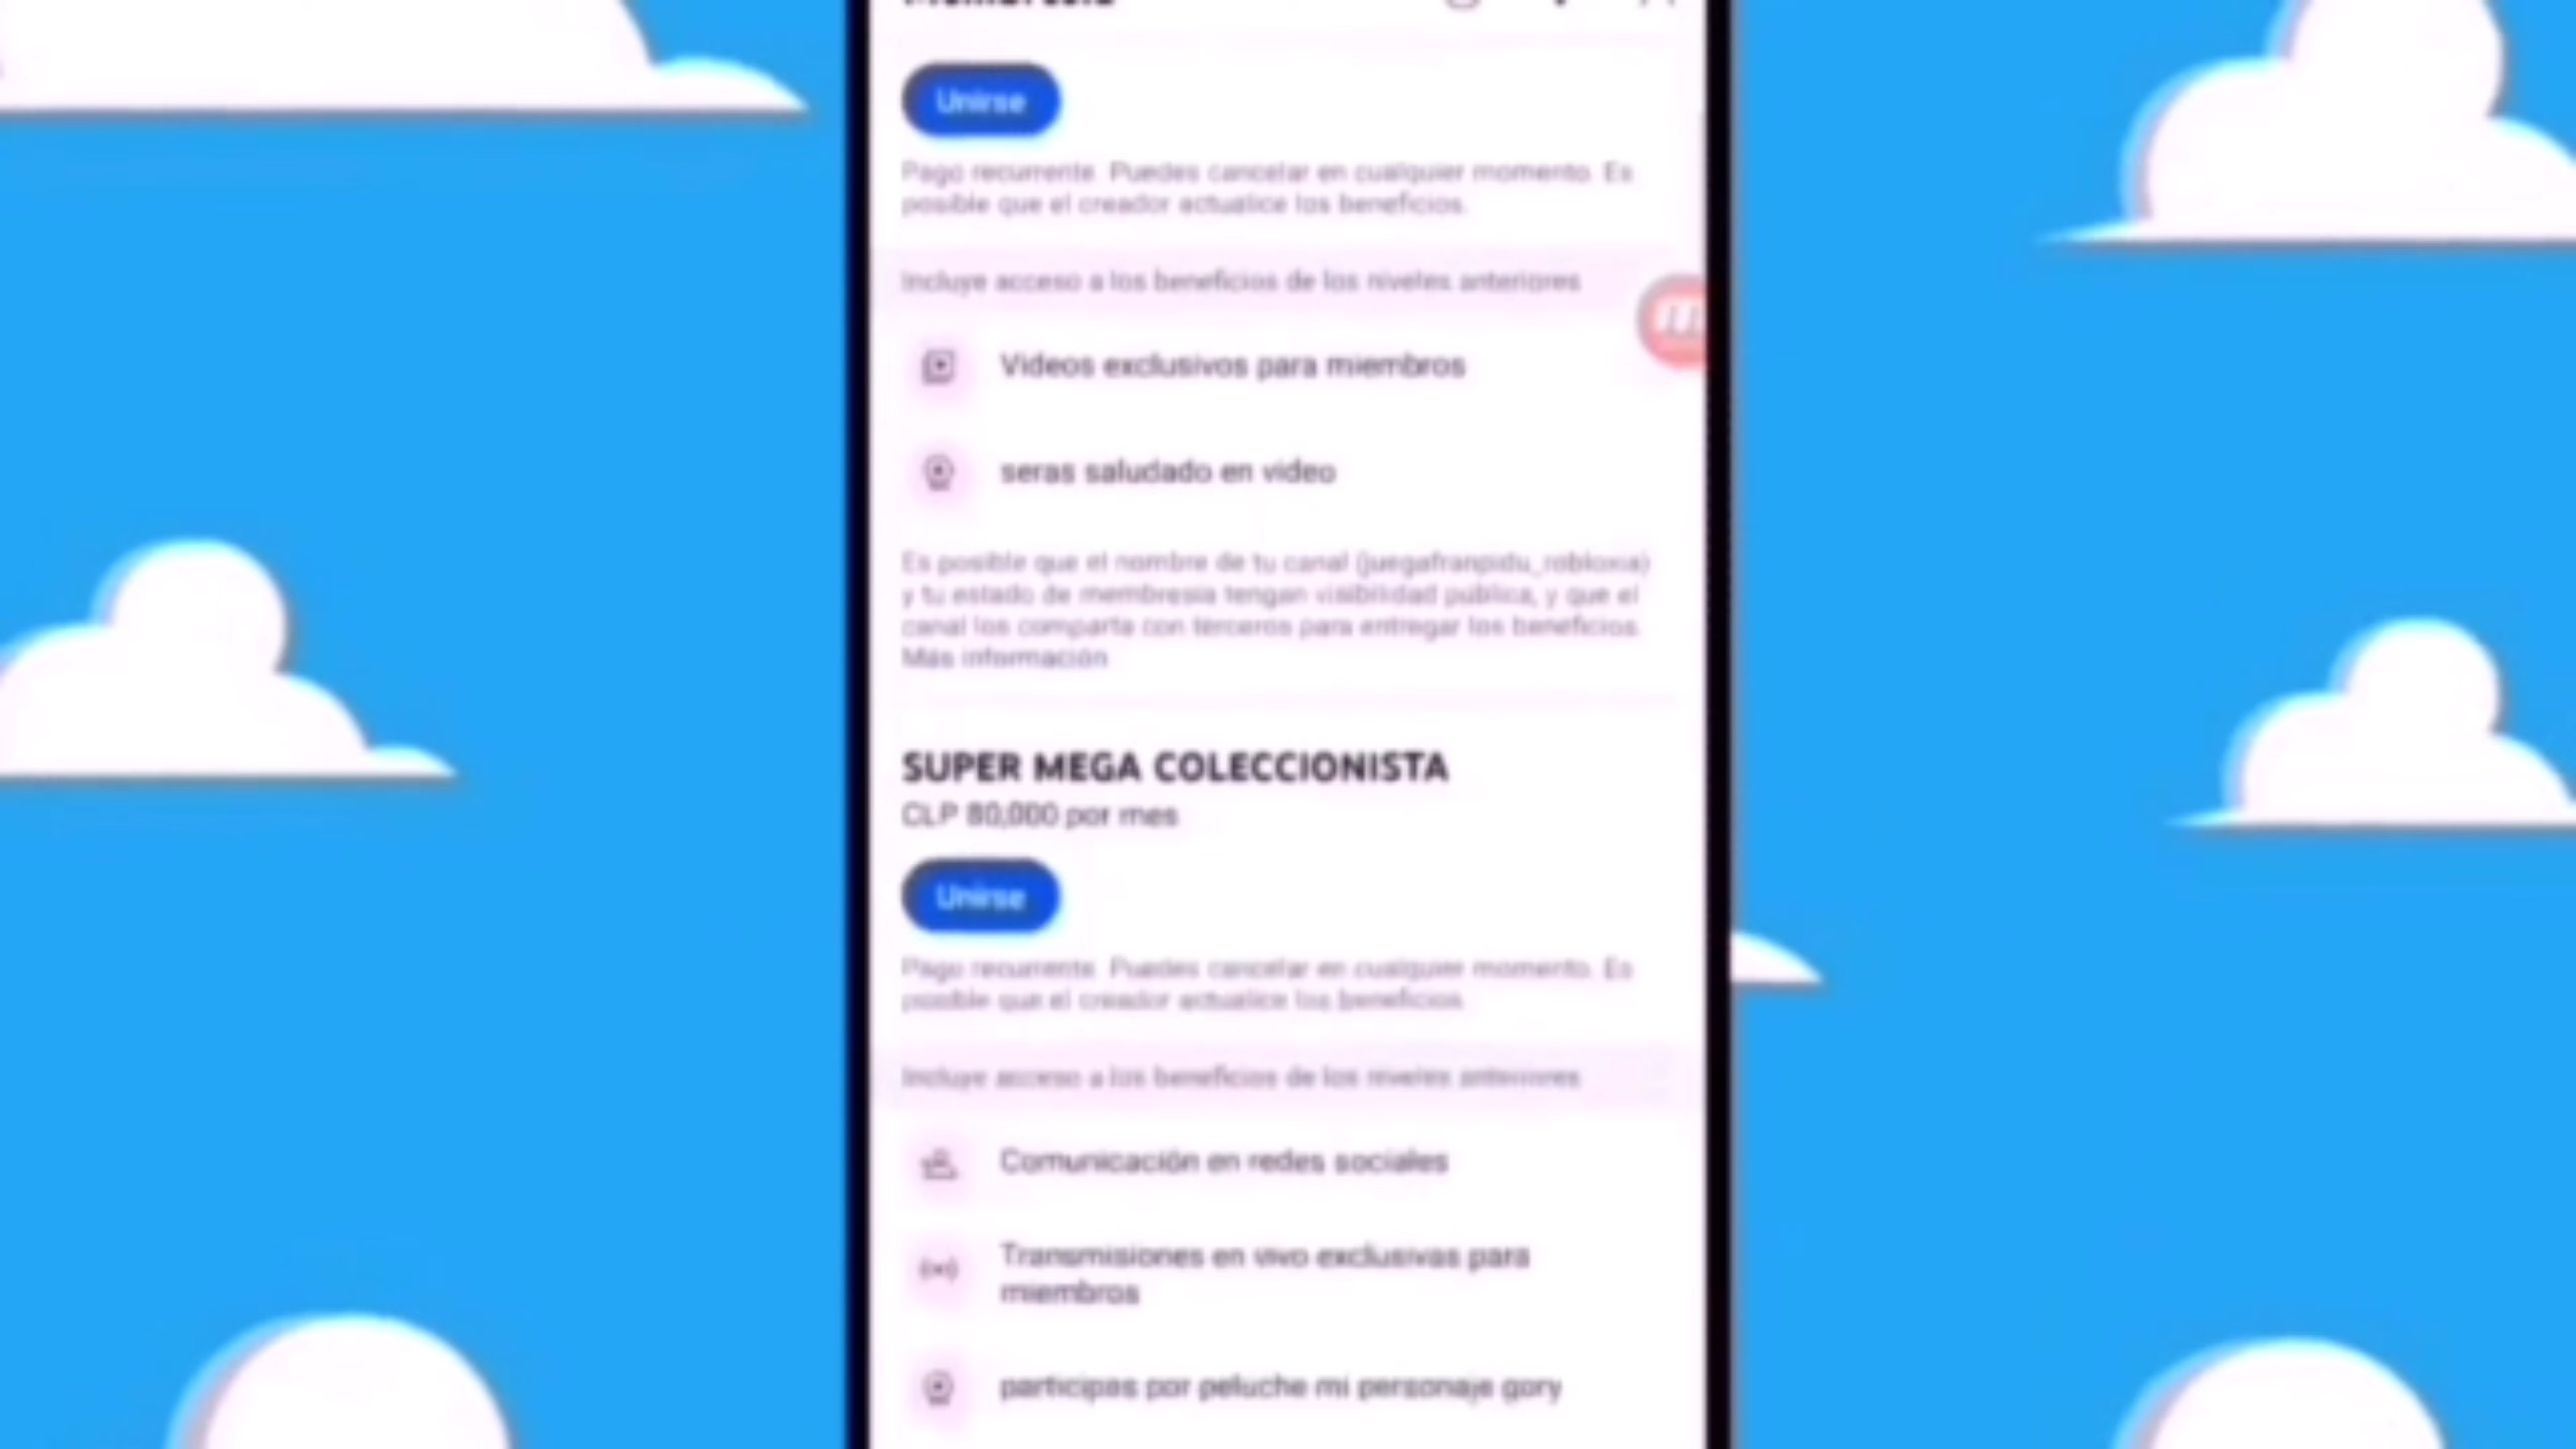 Unirse
Pago recurrente. Puedes cancelar en cualquier momento. Es
posible que el creador actualice los beneficios.
Incluye acceso a los beneficios de los niveles anteriores
m
Videos exclusivos para miembros
seras saludado en video
Es posible que el nombre de tu canal (juegafranpidu_robloxia)
y tu estado de membresía tengan visibilidad pública, y que el
canal los comparta con terceros para entregar los beneficios.
Más información
SUPER MEGA COLECCIONISTA
CLP 80,000 por mes
Unirse
Pago recurrente. Puedes cancelar en cualquier momento. Es
posible que el creador actualice los beneficios.
Incluye acceso a los beneficios de los niveles anteriores
Comunicación en redes sociales
Transmisiones en vivo exclusivas para
miembros
participas por peluche mi personaje gory